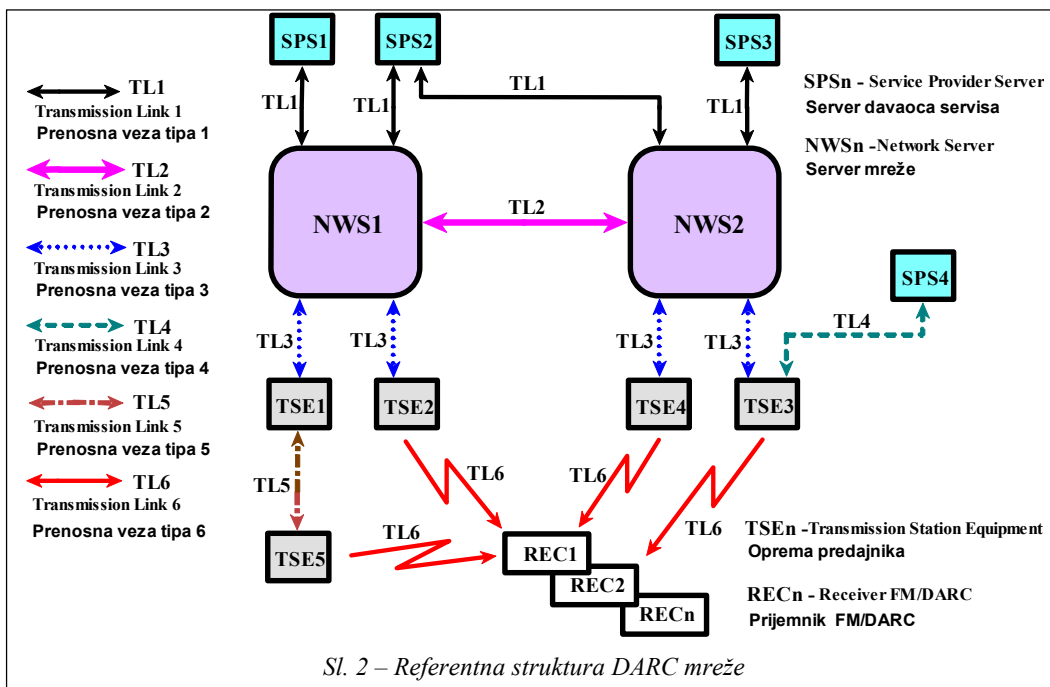 SPS1
SPS2
SPS3
TL1
TL1
TL1
TL1
TL1
Transmission Link 1
Prenosna veza tipa 1
TL2
Transmission Link 2
Prenosna veza tipa 2
TL3
Transmission Link 3
Prenosna veza tipa 3
TL4
Transmission Link 4
Prenosna veza tipa 4
TL5
Transmission Link 5
Prenosna veza tipa 5
TL6
Transmission Link 6
Prenosna veza tipa 6
SPSn - Service Provider Server
Server davaoca servisa
NWSn -Network Server
Server mreže
NWS1
TL2
NWS2
SPS4
TL4
TL3
TL3
TL3
TL3
TSE1
TSE2
TSE4
TSE3
TL5
TL6
TL6
TL6
TL6
TSE5
REC1
REC2
RECn
TSEn -Transmission Station Equipment
Oprema predajnika
RECn - Receiver FM/DARC
Prijemnik FM/DARC
Sl. 2 – Referentna struktura DARC mreže